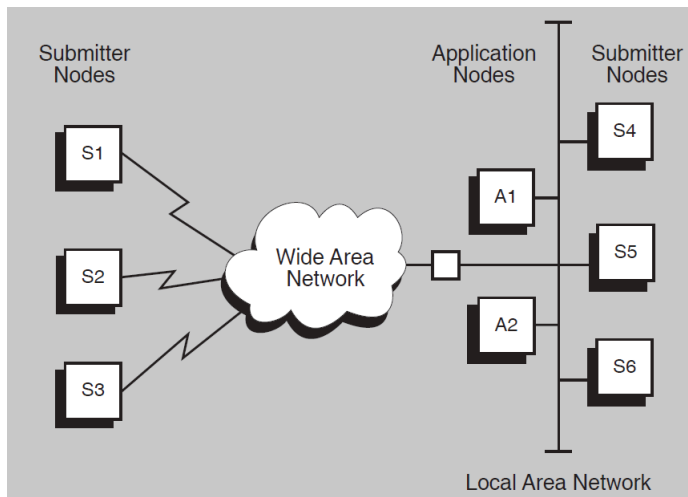 Submitter
Nodes
Application
Nodes
Submitter
Nodes
S1
S4
A1
Wide Area
Network
S2
S5
A2
S3
S6
Local Area Network